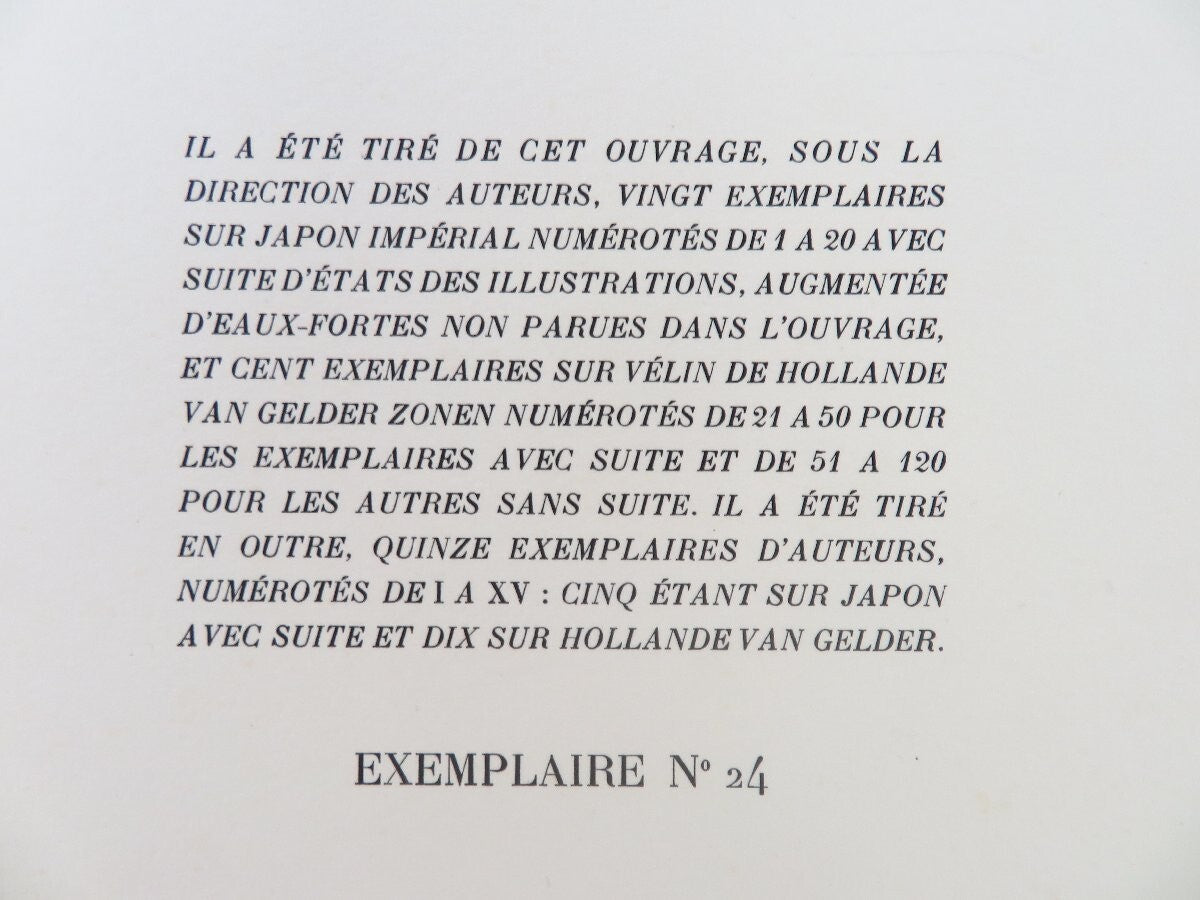 IL A ÉTÉ TIRÉ DE CET OUVRAGE, SOUS LA
DIRECTION DES AUTEURS, VINGT EXEMPLAIRES
SUR JAPON IMPÉRIAL NUMÉROTÉS DE 1 A 20 AVEC
SUITE D'ÉTATS DES ILLUSTRATIONS, AUGMENTÉE
D'EAUX-FORTES NON PARUES DANS L'OUVRAGE,
ET CENT EXEMPLAIRES SUR VÉLIN DE HOLLANDE
VAN GELDER ZONEN NUMÉROTÉS DE 21 A 50 POUR
LES EXEMPLAIRES AVEC SUITE ET DE 51 A 120
POUR LES AUTRES SANS SUITE. IL A ÉTÉ TIRÉ
EN OUTRE, QUINZE EXEMPLAIRES D'AUTEURS,
NUMÉROTÉS DE I A XV : CINQ ÉTANT SUR JAPON
AVEC SUITE ET DIX SUR HOLLANDE VAN GELDER.
EXEMPLAIRE Nº 24